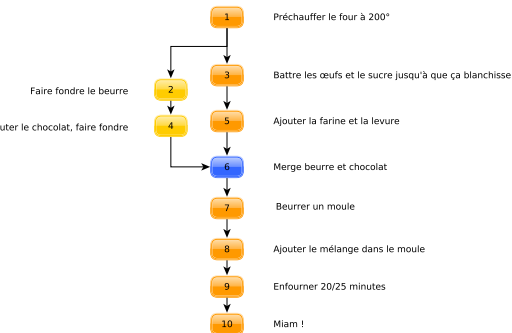 1 Préchauffer le four à 200°
3 Battre les œufs et le sucre jusqu'à que ça blanchisse
Faire fondre le beurre 2
uter le chocolat, faire fondre 4
5 Ajouter la farine et la levure
6 Merge beurre et chocolat
7 Beurrer un moule
8 Ajouter le mélange dans le moule
9 Enfourner 20/25 minutes
10 Miam !